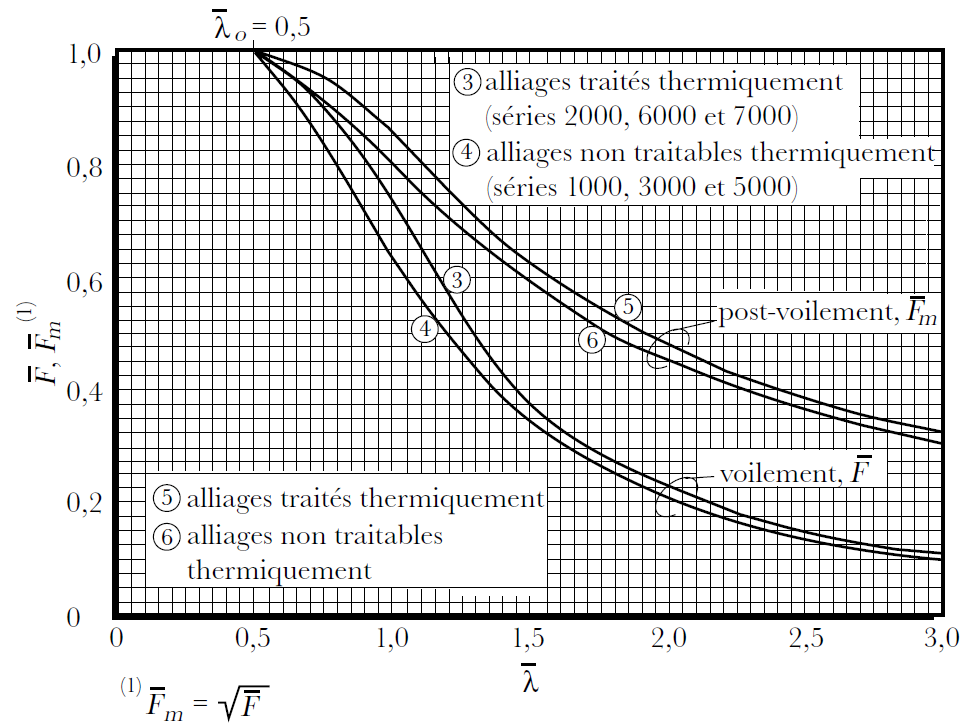 λ̅ₒ = 0,5
1,0
0,8
0,6
0,4
0,2
0
F̅, F̅ₘ ⁽¹⁾
③ alliages traités thermiquement
(séries 2000, 6000 et 7000)
④ alliages non traitables thermiquement
(séries 1000, 3000 et 5000)
③
④
⑤
⑥
post-voilement, F̅ₘ
voilement, F̅
⑤ alliages traités thermiquement
⑥ alliages non traitables
thermiquement
0 0,5 1,0 1,5 2,0 2,5 3,0
λ̅
⁽¹⁾ F̅ₘ = √F̅